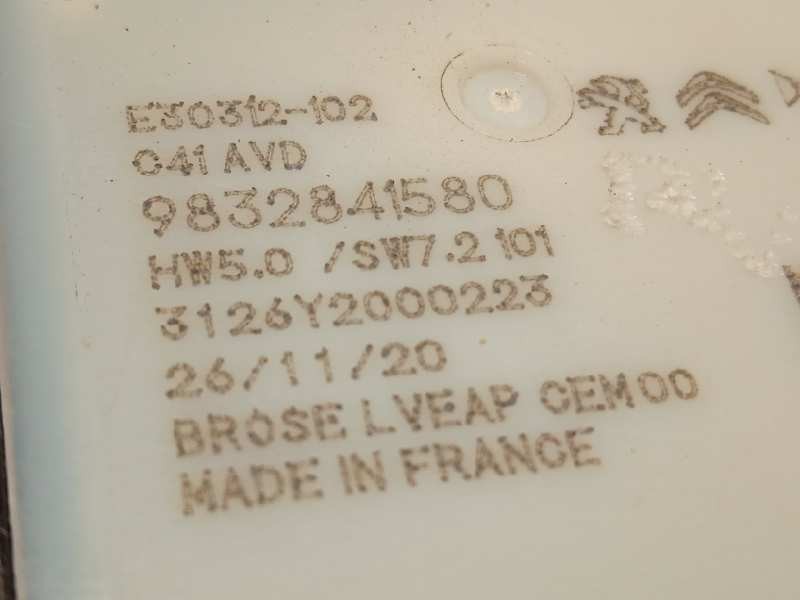 E30312-102
041 AVD
9832841580
HW5.0 /SW7.2 101
3126Y2000223
26/11/20
BROSE LVEAP CEM00
MADE IN FRANCE